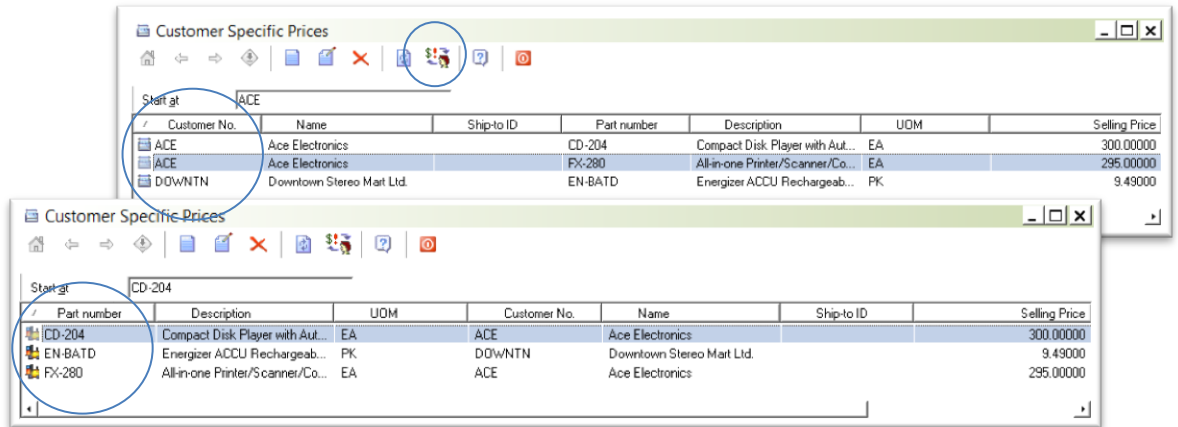 Customer Specific Prices
Start at ACE
/ Customer No. Name Ship-to ID Part number Description UOM Selling Price
ACE Ace Electronics CD-204 Compact Disk Player with Aut... EA 300.00000
ACE Ace Electronics FX-280 All-in-one Printer/Scanner/Co... EA 295.00000
DOWNTN Downtown Stereo Mart Ltd. EN-BATD Energizer ACCU Rechargeab... PK 9.49000
Customer Specific Prices
Start at CD-204
/ Part number Description UOM Customer No. Name Ship-to ID Selling Price
CD-204 Compact Disk Player with Aut... EA ACE Ace Electronics 300.00000
EN-BATD Energizer ACCU Rechargeab... PK DOWNTN Downtown Stereo Mart Ltd. 9.49000
FX-280 All-in-one Printer/Scanner/Co... EA ACE Ace Electronics 295.00000